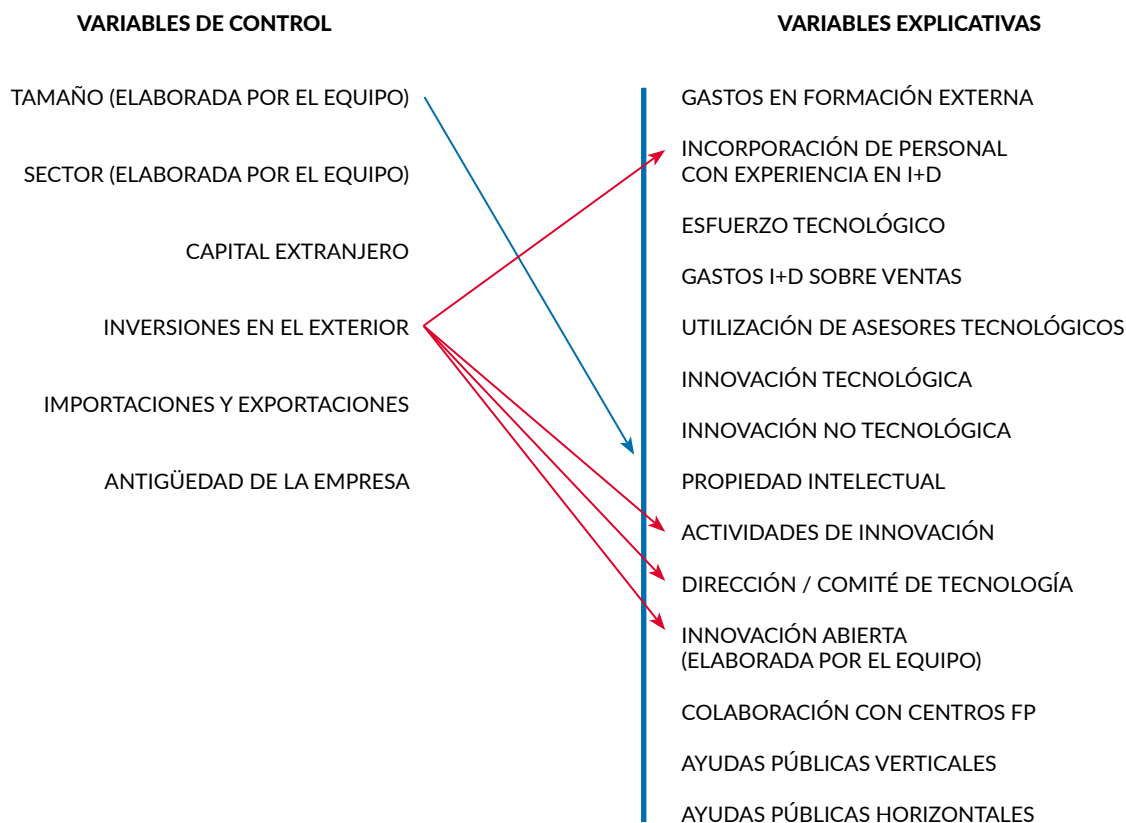 VARIABLES DE CONTROL
TAMAÑO (ELABORADA POR EL EQUIPO)
SECTOR (ELABORADA POR EL EQUIPO)
CAPITAL EXTRANJERO
INVERSIONES EN EL EXTERIOR
IMPORTACIONES Y EXPORTACIONES
ANTIGÜEDAD DE LA EMPRESA
VARIABLES EXPLICATIVAS
GASTOS EN FORMACIÓN EXTERNA
INCORPORACIÓN DE PERSONAL
CON EXPERIENCIA EN I+D
ESFUERZO TECNOLÓGICO
GASTOS I+D SOBRE VENTAS
UTILIZACIÓN DE ASESORES TECNOLÓGICOS
INNOVACIÓN TECNOLÓGICA
INNOVACIÓN NO TECNOLÓGICA
PROPIEDAD INTELECTUAL
ACTIVIDADES DE INNOVACIÓN
DIRECCIÓN / COMITÉ DE TECNOLOGÍA
INNOVACIÓN ABIERTA
(ELABORADA POR EL EQUIPO)
COLABORACIÓN CON CENTROS FP
AYUDAS PÚBLICAS VERTICALES
AYUDAS PÚBLICAS HORIZONTALES